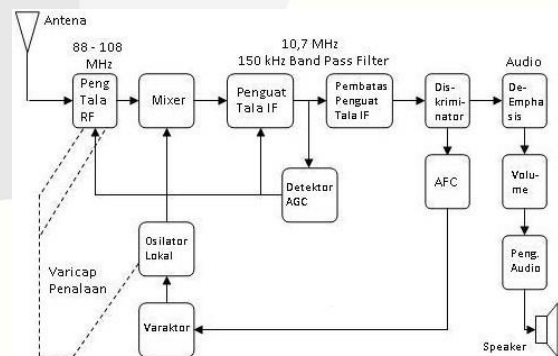 Antena
88 - 108
MHz
10,7 MHz
150 kHz Band Pass Filter
Audio
Peng
Tala
RF
Mixer
Penguat
Tala IF
Pembatas
Penguat
Tala IF
Dis-
krimi-
nator
De-
Empha
sis
Detektor
AGC
AFC
Volu-
me
Osilator
Lokal
Peng.
Audio
Varicap
Penalaan
Varaktor
Speaker